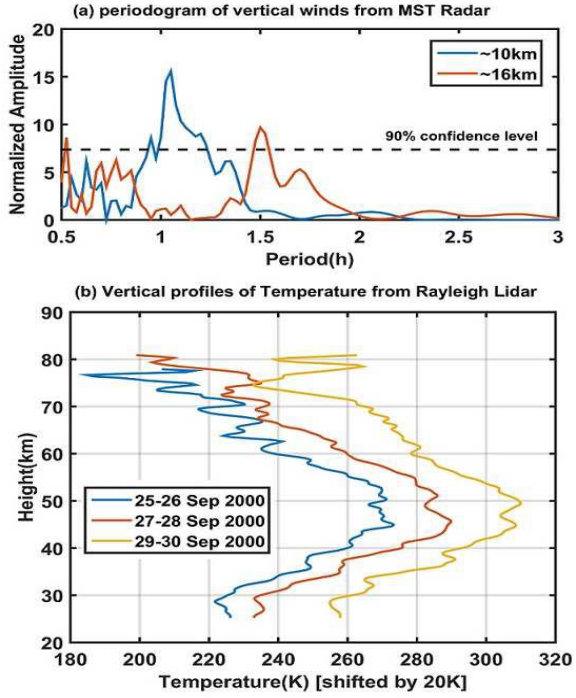 (a) periodogram of vertical winds from MST Radar
20
15
10
5
0
Normalized Amplitude
~10km
~16km
90% confidence level
0.5 1 1.5 2 2.5 3
Period(h)
(b) Vertical profiles of Temperature from Rayleigh Lidar
90
80
70
60
50
40
30
20
Height(km)
25-26 Sep 2000
27-28 Sep 2000
29-30 Sep 2000
180 200 220 240 260 280 300 320
Temperature(K) [shifted by 20K]